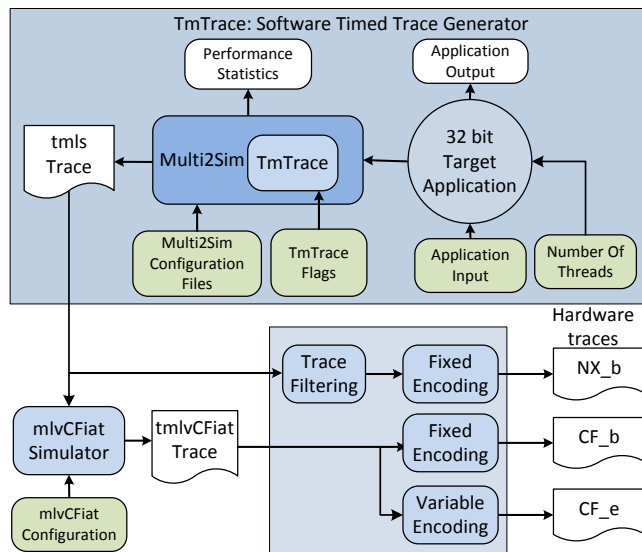 TmTrace: Software Timed Trace Generator
Performance
Statistics
Application
Output
tmls
Trace
Multi2Sim
TmTrace
32 bit
Target
Application
Multi2Sim
Configuration
Files
TmTrace
Flags
Application
Input
Number Of
Threads
Hardware
traces
Trace
Filtering
Fixed
Encoding
NX_b
mlvCFiat
Simulator
tmlvCFiat
Trace
Fixed
Encoding
CF_b
mlvCFiat
Configuration
Variable
Encoding
CF_e